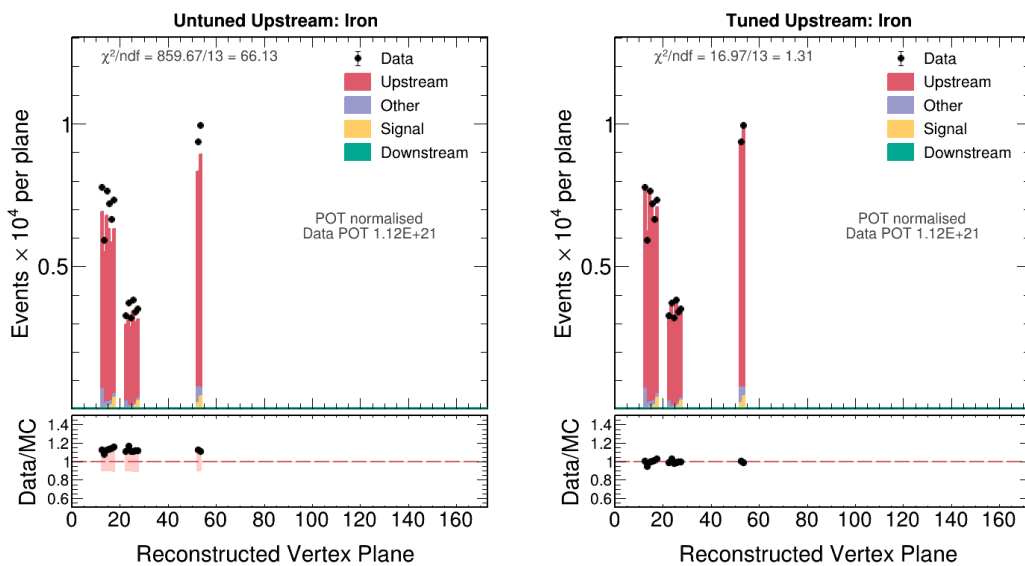 Untuned Upstream: Iron
χ²/ndf = 859.67/13 = 66.13
Data
Upstream
Other
Signal
Downstream
POT normalised
Data POT 1.12E+21
Events × 10⁴ per plane
1
0.5
Data/MC
1.4
1.2
1
0.8
0.6
0 20 40 60 80 100 120 140 160
Reconstructed Vertex Plane
Tuned Upstream: Iron
χ²/ndf = 16.97/13 = 1.31
Data
Upstream
Other
Signal
Downstream
POT normalised
Data POT 1.12E+21
Events × 10⁴ per plane
1
0.5
Data/MC
1.4
1.2
1
0.8
0.6
0 20 40 60 80 100 120 140 160
Reconstructed Vertex Plane